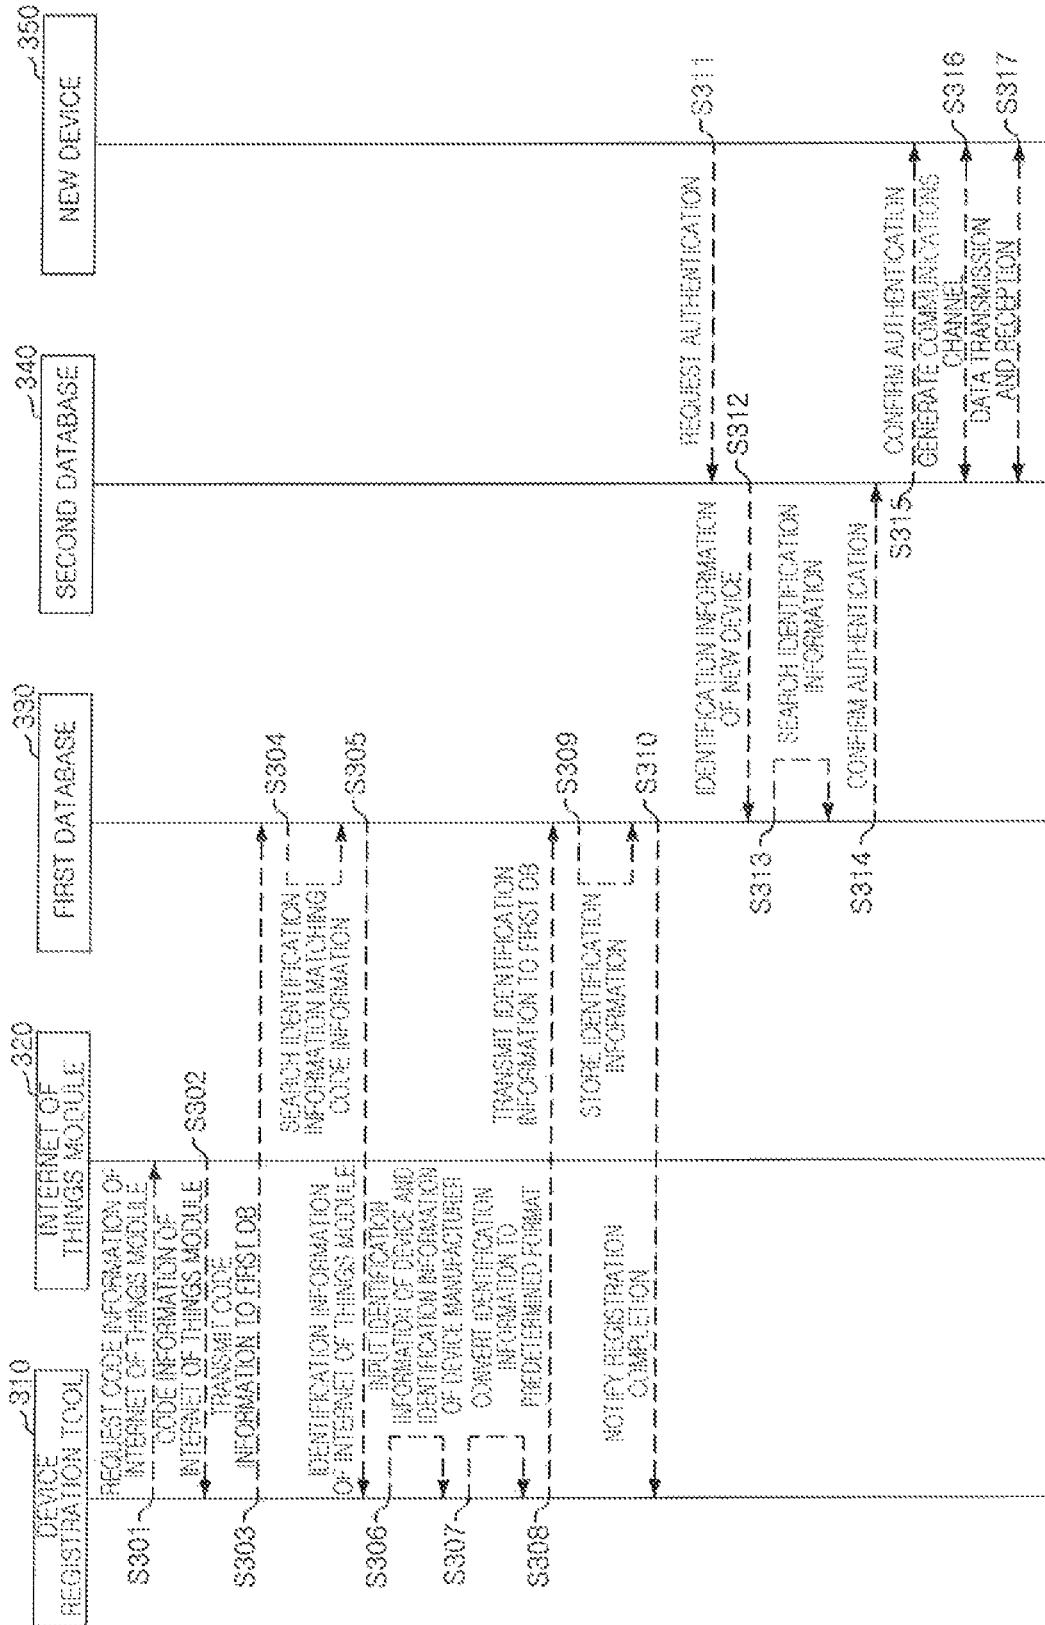 310
DEVICE
REGISTRATION TOOL
320
INTERNET OF
THINGS MODULE
330
FIRST DATABASE
340
SECOND DATABASE
350
NEW DEVICE
S301
REQUEST CODE INFORMATION OF
INTERNET OF THINGS MODULE
CODE INFORMATION OF
INTERNET OF THINGS MODULE
S302
S303
TRANSMIT CODE
INFORMATION TO FIRST DB
S304
SEARCH IDENTIFICATION
INFORMATION MATCHING
CODE INFORMATION
S305
IDENTIFICATION INFORMATION
OF INTERNET OF THINGS MODULE
S306
INPUT IDENTIFICATION
INFORMATION OF DEVICE AND
IDENTIFICATION INFORMATION
OF DEVICE MANUFACTURER
S307
CONVERT IDENTIFICATION
INFORMATION TO
PREDETERMINED FORMAT
S308
TRANSMIT IDENTIFICATION
INFORMATION TO FIRST DB
S309
STORE IDENTIFICATION
INFORMATION
S310
NOTIFY REGISTRATION
COMPLETION
REQUEST AUTHENTICATION
S311
IDENTIFICATION INFORMATION
OF NEW DEVICE
S312
S313
SEARCH IDENTIFICATION
INFORMATION
S314
CONFIRM AUTHENTICATION
S315
CONFIRM AUTHENTICATION
GENERATE COMMUNICATIONS
CHANNEL
S316
DATA TRANSMISSION
AND RECEPTION
S317